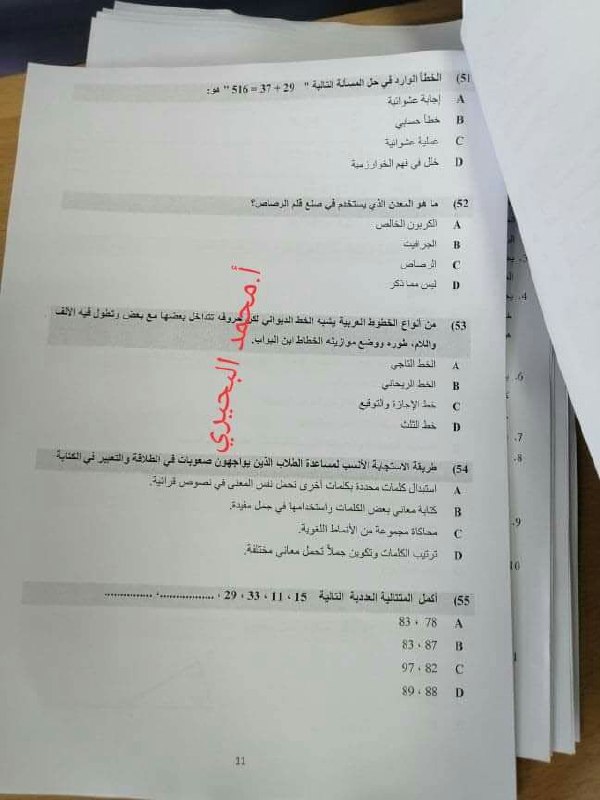 51) الخطأ الوارد في حل المسألة التالية " 29 + 37 = 516 " هو:
A إجابة عشوائية
B خطأ حسابي
C عملية عشوائية
D خلل في فهم الخوارزمية
52) ما هو المعدن الذي يستخدم في صنع قلم الرصاص؟
A الكربون الخالص
B الجرافيت
C الرصاص
D ليس مما ذكر
53) من أنواع الخطوط العربية يشبه الخط الديواني لكن حروفه تتداخل بعضها مع بعض وتطول فيه الألف
واللام، طوره ووضع موازينه الخطاط ابن البواب.
A الخط التاجي
B الخط الريحاني
C خط الإجازة والتوقيع
D خط الثلث
54) طريقة الاستجابة الأنسب لمساعدة الطلاب الذين يواجهون صعوبات في الطلاقة والتعبير في الكتابة
A استبدال كلمات محددة بكلمات أخرى تحمل نفس المعنى في نصوص قرائية.
B كتابة معاني بعض الكلمات واستخدامها في جمل مفيدة.
C محاكاة مجموعة من الأنماط اللغوية.
D ترتيب الكلمات وتكوين جملاً تحمل معاني مختلفة.
55) أكمل المتتالية العددية التالية 15 ، 11 ، 33 ، 29 ، ................، ..............
A 78 ، 83
B 87 ، 83
C 82 ، 97
D 88 ، 89
11
أ.محمد البحيري
.4
.6
.7
.8
.9